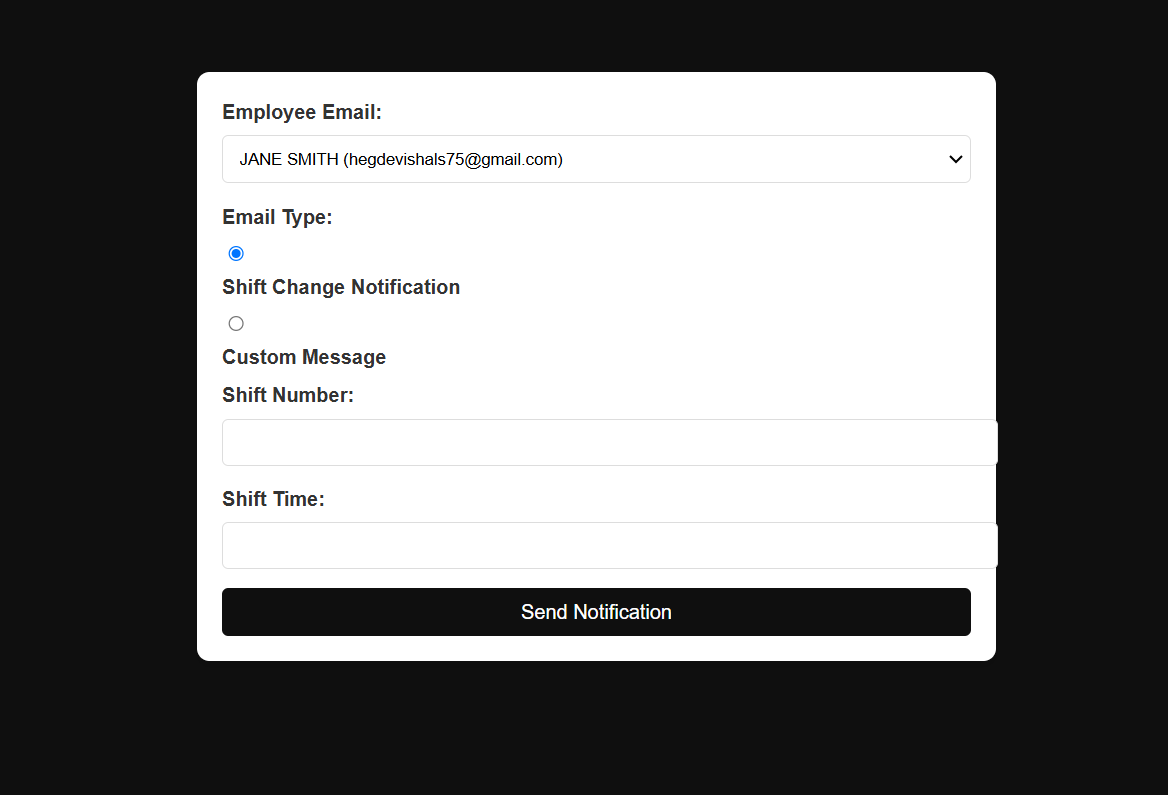 Employee Email:
JANE SMITH (hegdevishals75@gmail.com)
Email Type:
Shift Change Notification
Custom Message
Shift Number:
Shift Time:
Send Notification